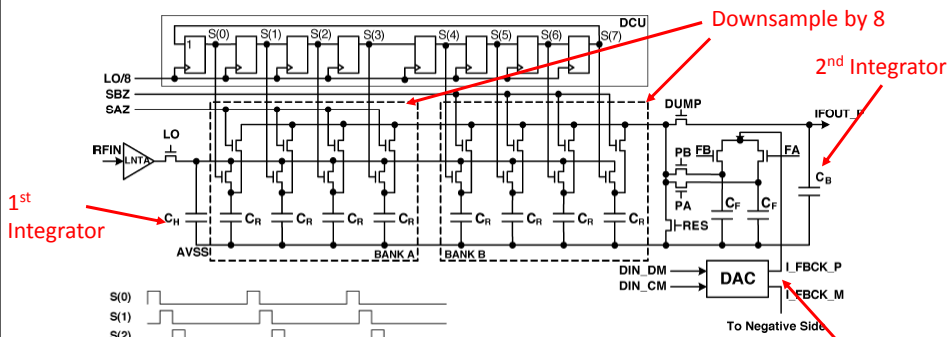 Downsample by 8
DCU
S(0) S(1) S(2) S(3) S(4) S(5) S(6) S(7)
1
2nd Integrator
LO/8
SBZ
SAZ
DUMP
IFOUT_P
LO
RFIN
LNTA
PB
FB
FA
PA
CB
1st
Integrator
CH
CR CR CR CR CR CR CR CR
CF CF
RES
AVSS
BANK A
BANK B
DIN_DM
DIN_CM
DAC
I_FBCK_P
I_FBCK_M
To Negative Side
S(0)
S(1)
S(2)